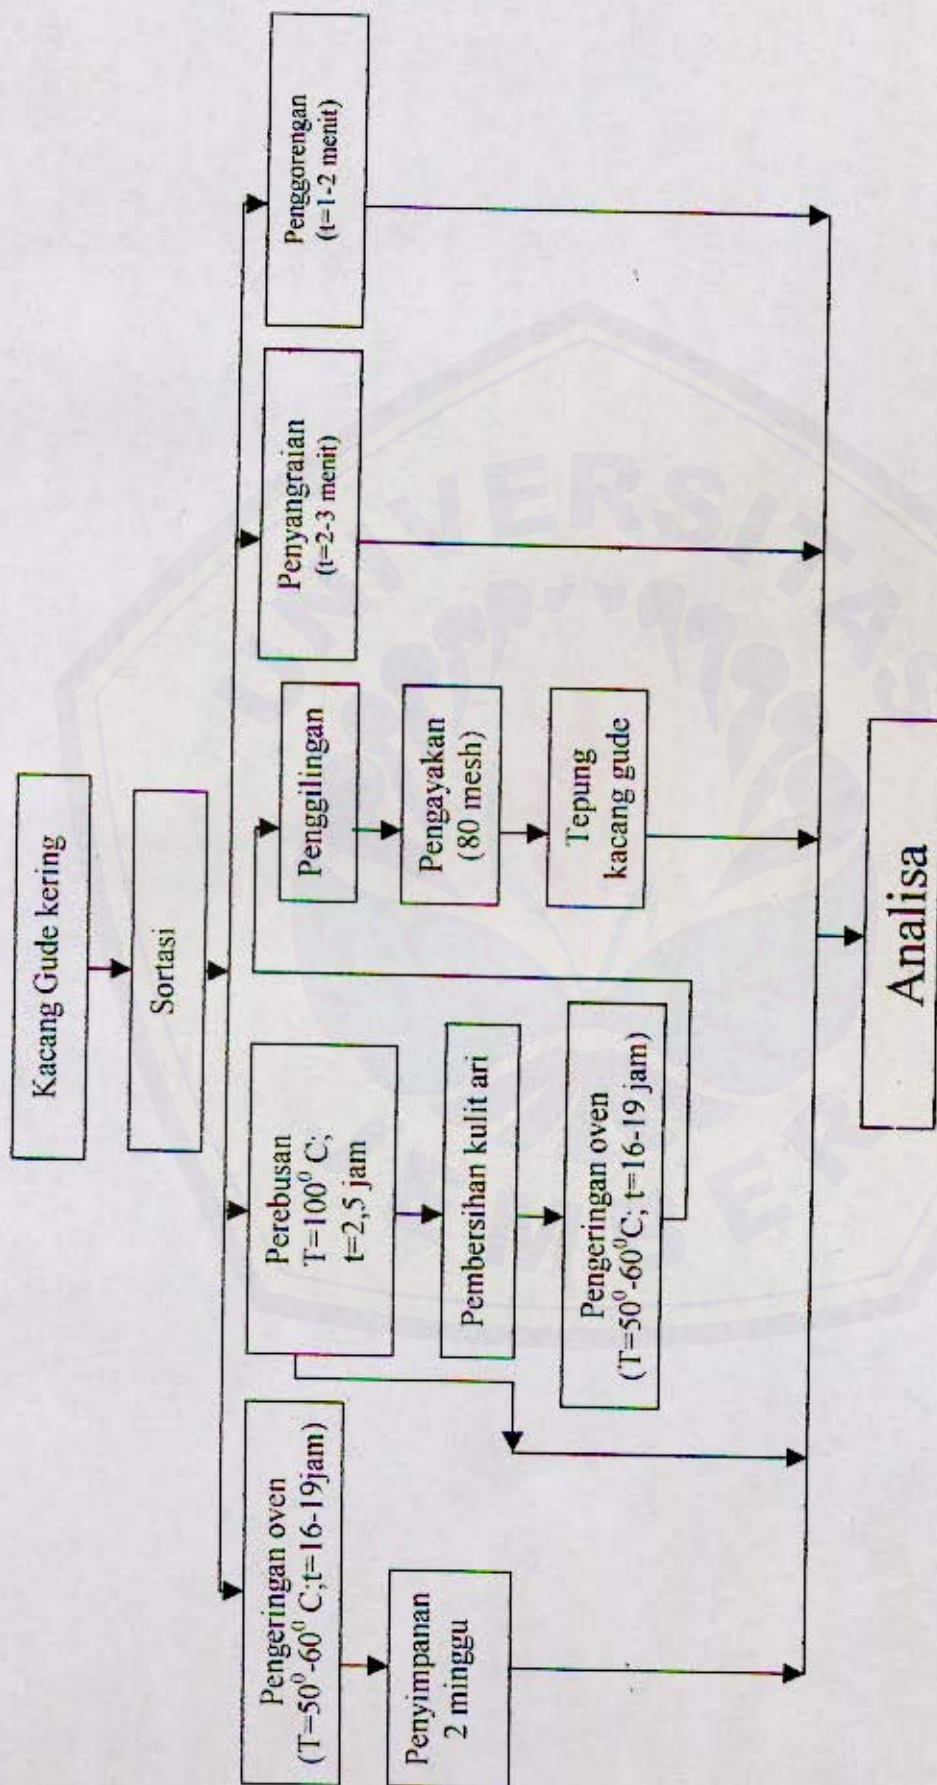 Kacang Gude kering
Sortasi
Pengeringan oven
(T=50⁰-60⁰ C;t=16-19jam)
Penyimpanan
2 minggu
Perebusan
T=100⁰ C;
t=2,5 jam
Pembersihan kulit ari
Pengeringan oven
(T=50⁰-60⁰C; t=16-19 jam)
Penggilingan
Pengayakan
(80 mesh)
Tepung
kacang gude
Penyangraian
(t=2-3 menit)
Penggorengan
(t=1-2 menit)
Analisa
UNIVERSITAS
JEMBER